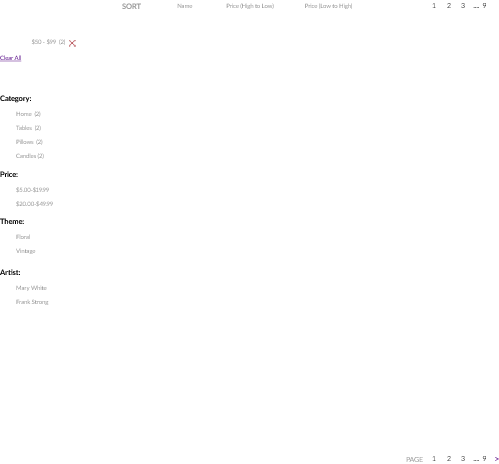 SORT Name Price (High to Low) Price (Low to High) 1 2 3 ... 9
$50 - $99 (2)
Clear All
Category:
Home (2)
Tables (2)
Pillows (2)
Candles (2)
Price:
$5.00-$19.99
$20.00-$49.99
Theme:
Floral
Vintage
Artist:
Mary White
Frank Strong
PAGE 1 2 3 ... 9 >